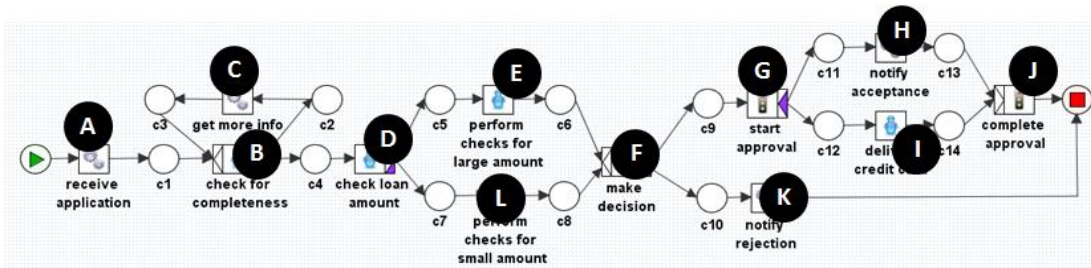 A
receive
application
c1
C
get more info
c3
c2
B
check for
completeness
c4
D
check loan
amount
c5
E
perform
checks for
large amount
c6
c7
L
perform
checks for
small amount
c8
F
make
decision
c9
G
start
approval
c11
H
notify
acceptance
c13
c12
I
credit
c14
J
complete
approval
c10
K
notify
rejection